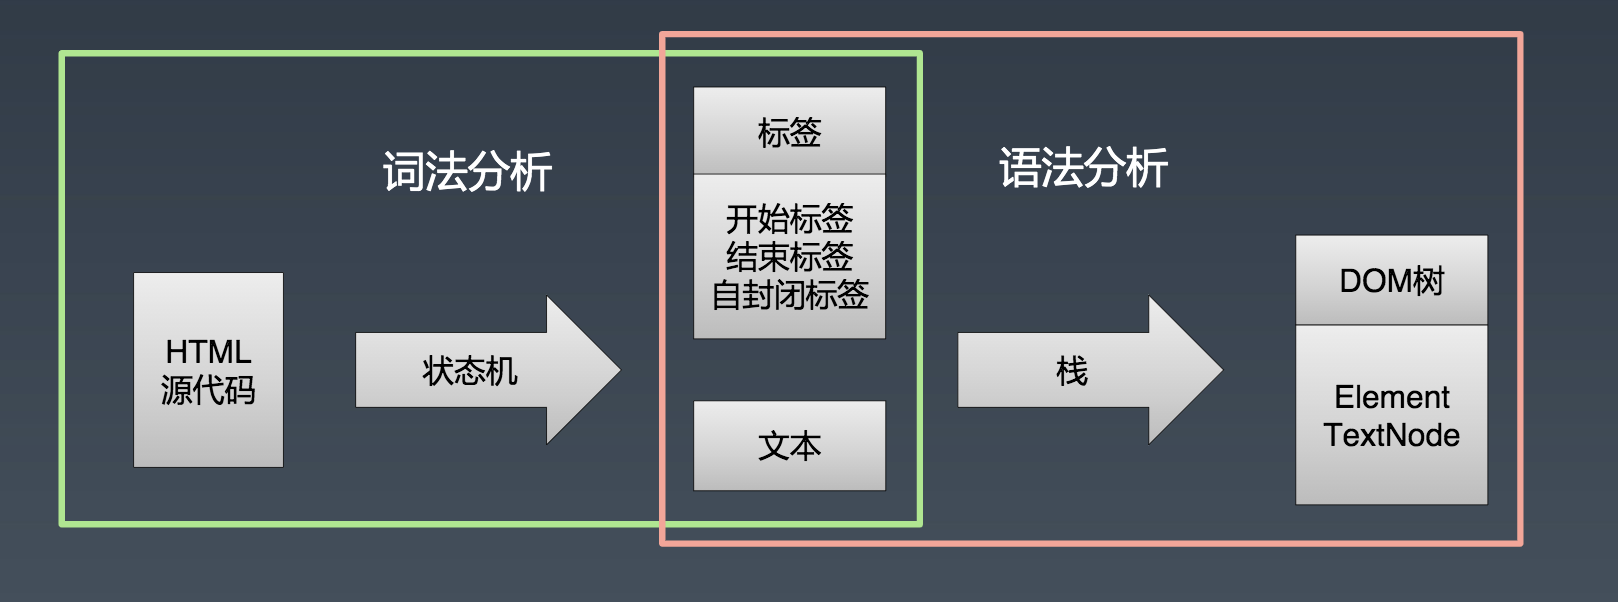 词法分析
HTML
源代码
状态机
标签
开始标签
结束标签
自封闭标签
文本
语法分析
栈
DOM树
Element
TextNode